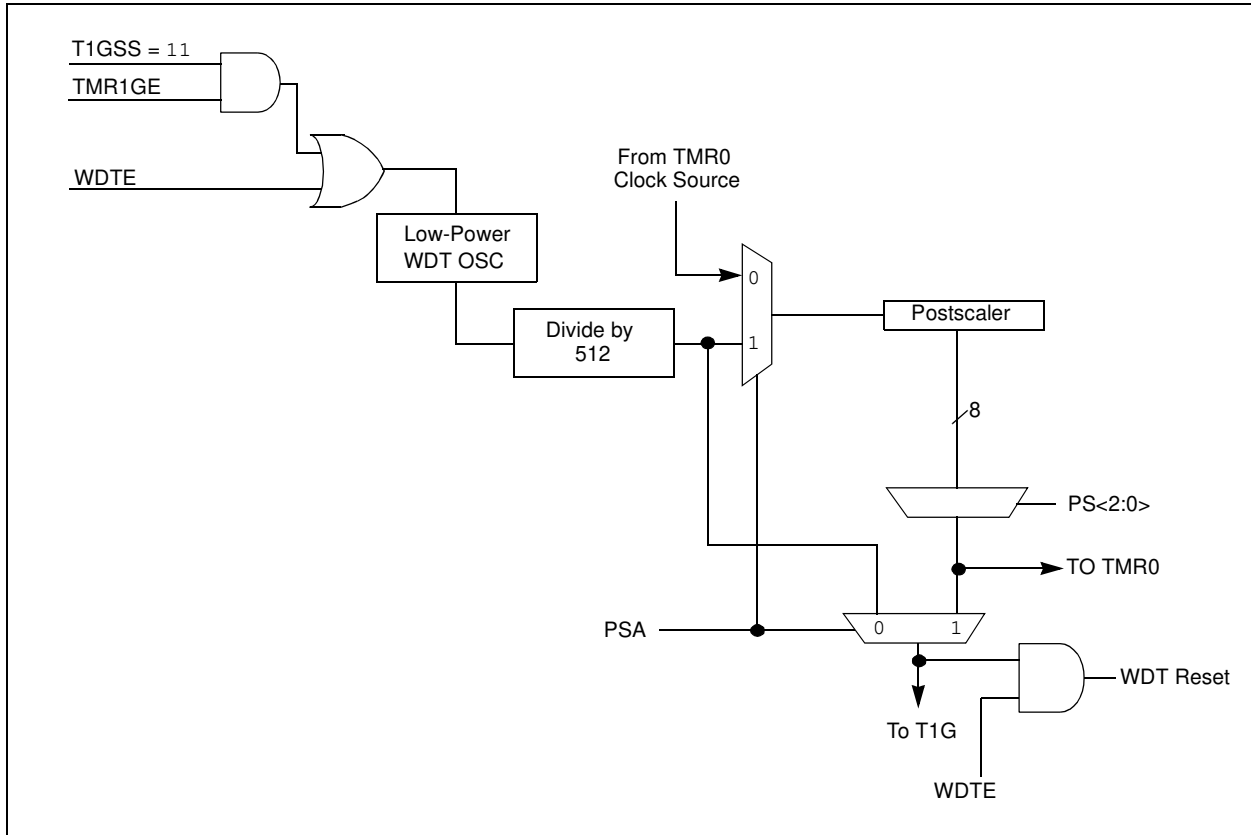 T1GSS = 11
TMR1GE
WDTE
From TMR0
Clock Source
Low-Power
WDT OSC
0
Divide by
512
1
Postscaler
8
PS<2:0>
TO TMR0
PSA
0
1
WDT Reset
To T1G
WDTE